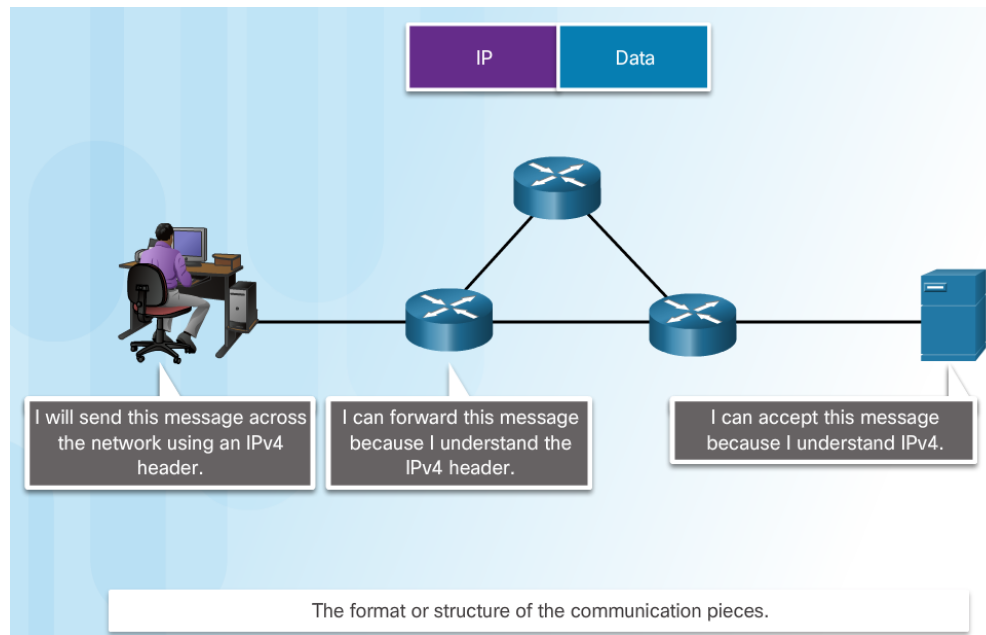 IP
Data
I will send this message across
the network using an IPv4
header.
I can forward this message
because I understand the
IPv4 header.
I can accept this message
because I understand IPv4.
The format or structure of the communication pieces.